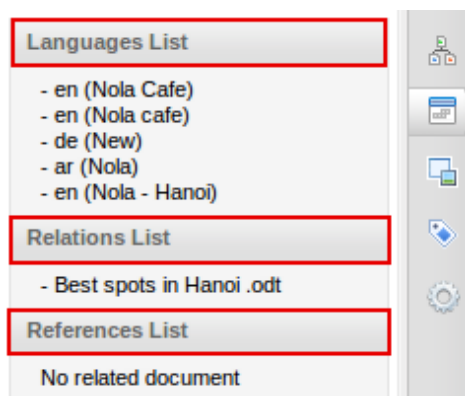 Languages List
- en (Nola Cafe)
- en (Nola cafe)
- de (New)
- ar (Nola)
- en (Nola - Hanoi)
Relations List
- Best spots in Hanoi .odt
References List
No related document